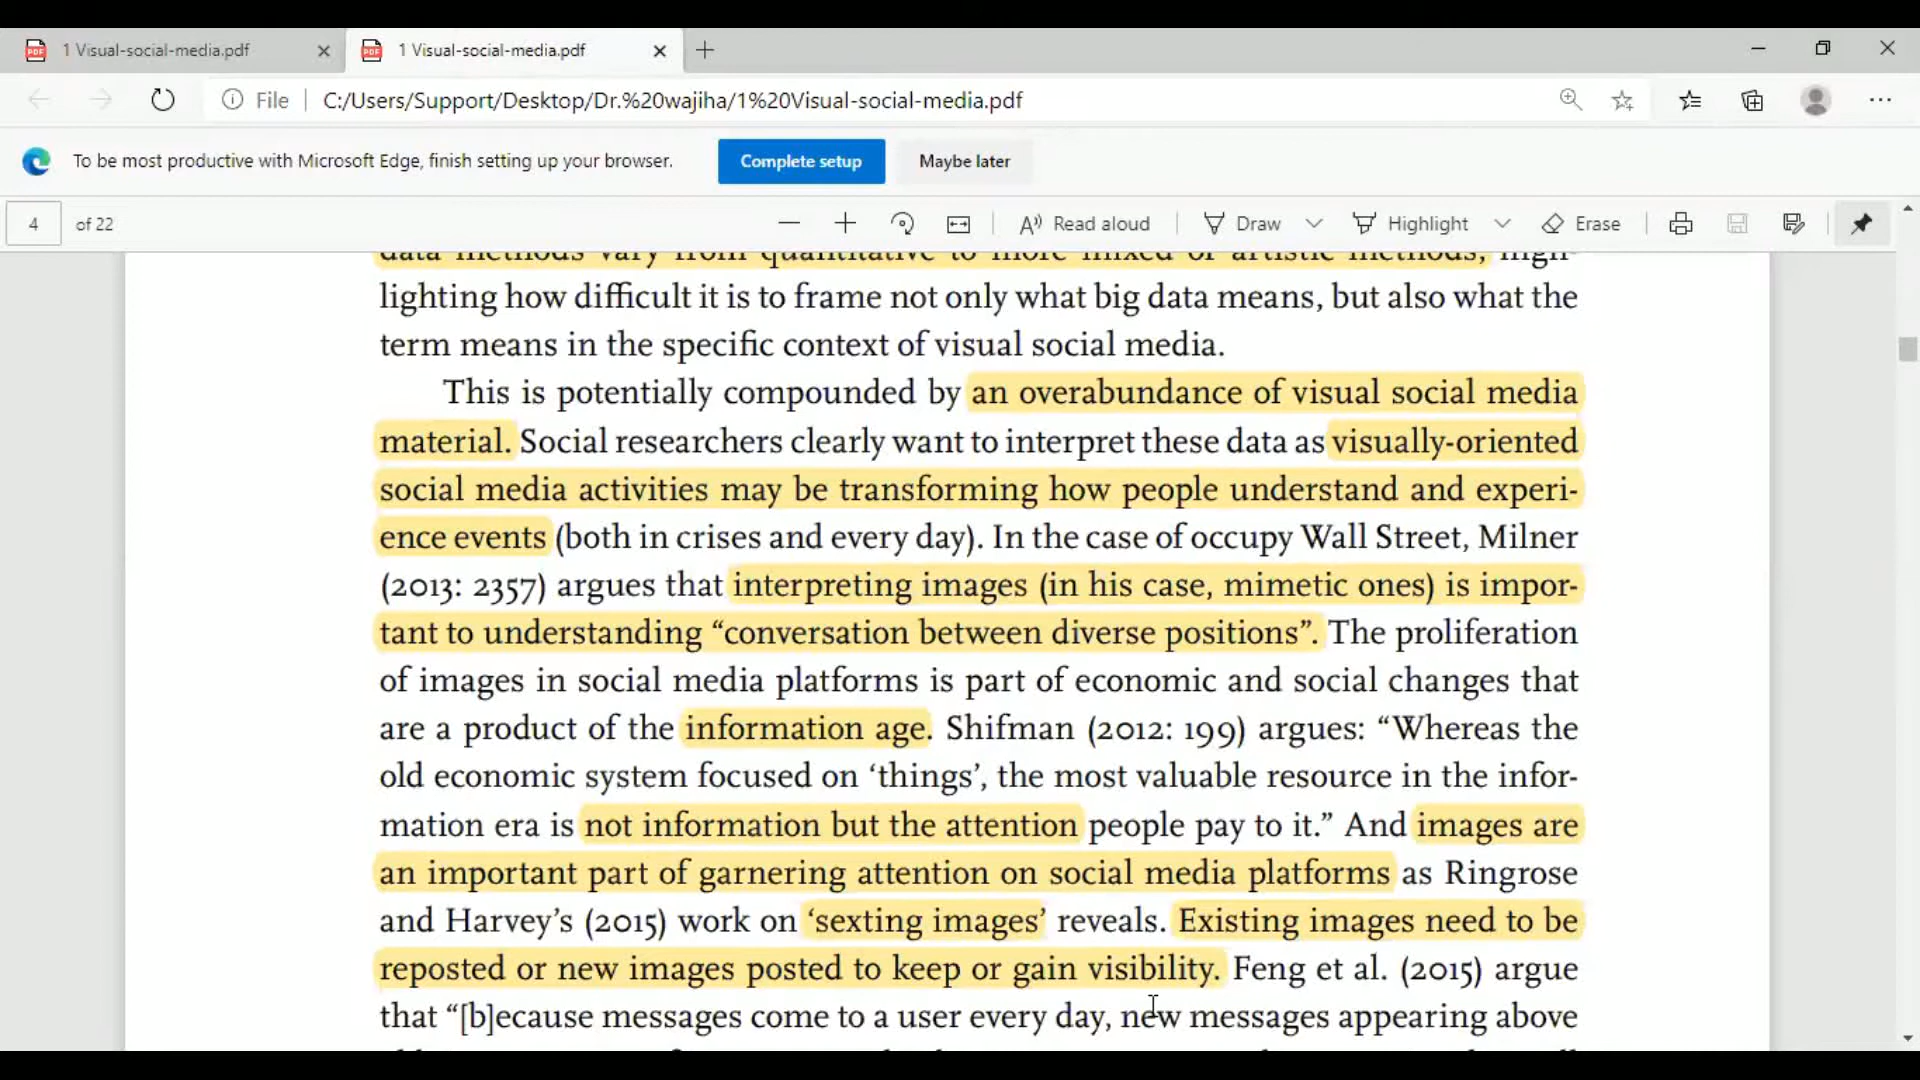 1 Visual-social-media.pdf
1 Visual-social-media.pdf
File C:/Users/Support/Desktop/Dr.%20wajiha/1%20Visual-social-media.pdf
To be most productive with Microsoft Edge, finish setting up your browser. Complete setup Maybe later
4 of 22 Read aloud Draw Highlight Erase
data methods vary from quantitative to more mixed or artistic methods, high-
lighting how difficult it is to frame not only what big data means, but also what the
term means in the specific context of visual social media.
This is potentially compounded by an overabundance of visual social media
material. Social researchers clearly want to interpret these data as visually-oriented
social media activities may be transforming how people understand and experi-
ence events (both in crises and every day). In the case of occupy Wall Street, Milner
(2013: 2357) argues that interpreting images (in his case, mimetic ones) is impor-
tant to understanding “conversation between diverse positions”. The proliferation
of images in social media platforms is part of economic and social changes that
are a product of the information age. Shifman (2012: 199) argues: “Whereas the
old economic system focused on ‘things’, the most valuable resource in the infor-
mation era is not information but the attention people pay to it.” And images are
an important part of garnering attention on social media platforms as Ringrose
and Harvey’s (2015) work on ‘sexting images’ reveals. Existing images need to be
reposted or new images posted to keep or gain visibility. Feng et al. (2015) argue
that “[b]ecause messages come to a user every day, new messages appearing above